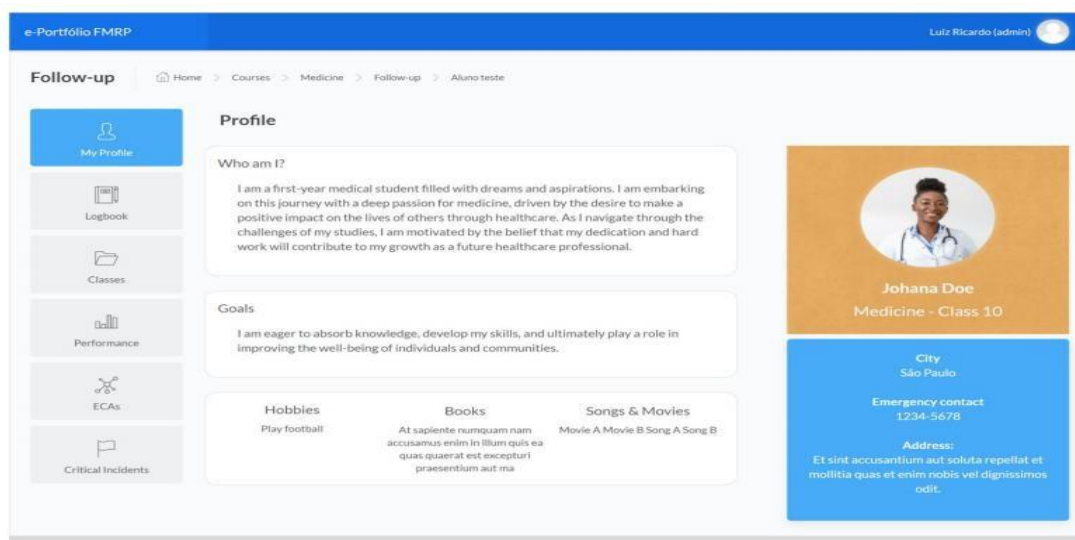 e-Portfólio FMRP
Luiz Ricardo (admin)
Follow-up
Home > Courses > Medicine > Follow-up > Aluno teste
My Profile
Logbook
Classes
Performance
ECAs
Critical Incidents
Profile
Who am I?
I am a first-year medical student filled with dreams and aspirations. I am embarking
on this journey with a deep passion for medicine, driven by the desire to make a
positive impact on the lives of others through healthcare. As I navigate through the
challenges of my studies, I am motivated by the belief that my dedication and hard
work will contribute to my growth as a future healthcare professional.
Goals
I am eager to absorb knowledge, develop my skills, and ultimately play a role in
improving the well-being of individuals and communities.
Hobbies
Play football
Books
At sapiente numquam nam
accusamus enim in illum quis ea
quas quaerat est excepturi
praesentium aut ma
Songs & Movies
Movie A Movie B Song A Song B
Johana Doe
Medicine - Class 10
City
São Paulo
Emergency contact
1234-5678
Address:
Et sint accusantium aut soluta repellat et
mollitia quas et enim nobis vel dignissimos
odit.